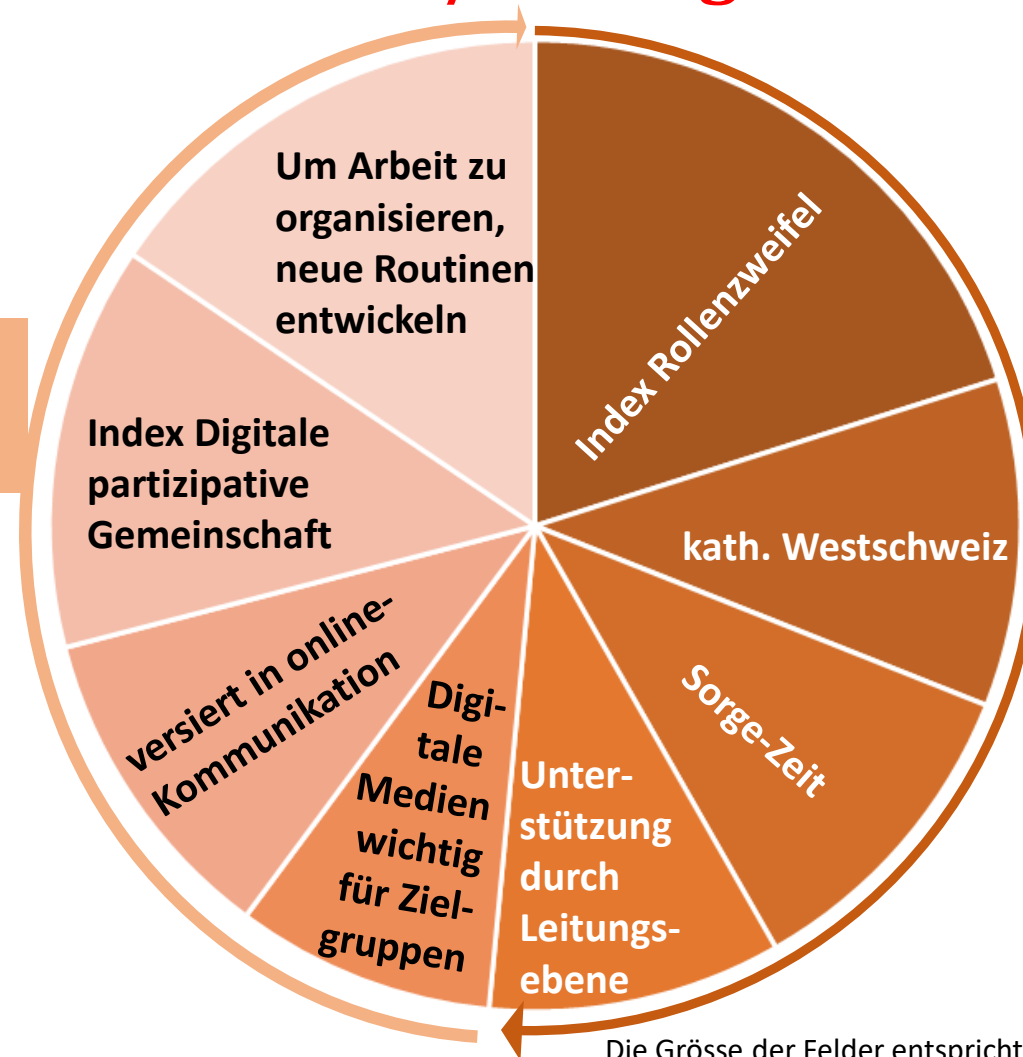 Um Arbeit zu
organisieren,
neue Routinen
entwickeln
Index Rollenzweifel
Index Digitale
partizipative
Gemeinschaft
kath. Westschweiz
versiert in online-
Kommunikation
Sorge-Zeit
Digi-
tale
Medien
wichtig
für Ziel-
gruppen
Unter-
stützung
durch
Leitungs-
ebene
Die Grösse der Felder entspricht